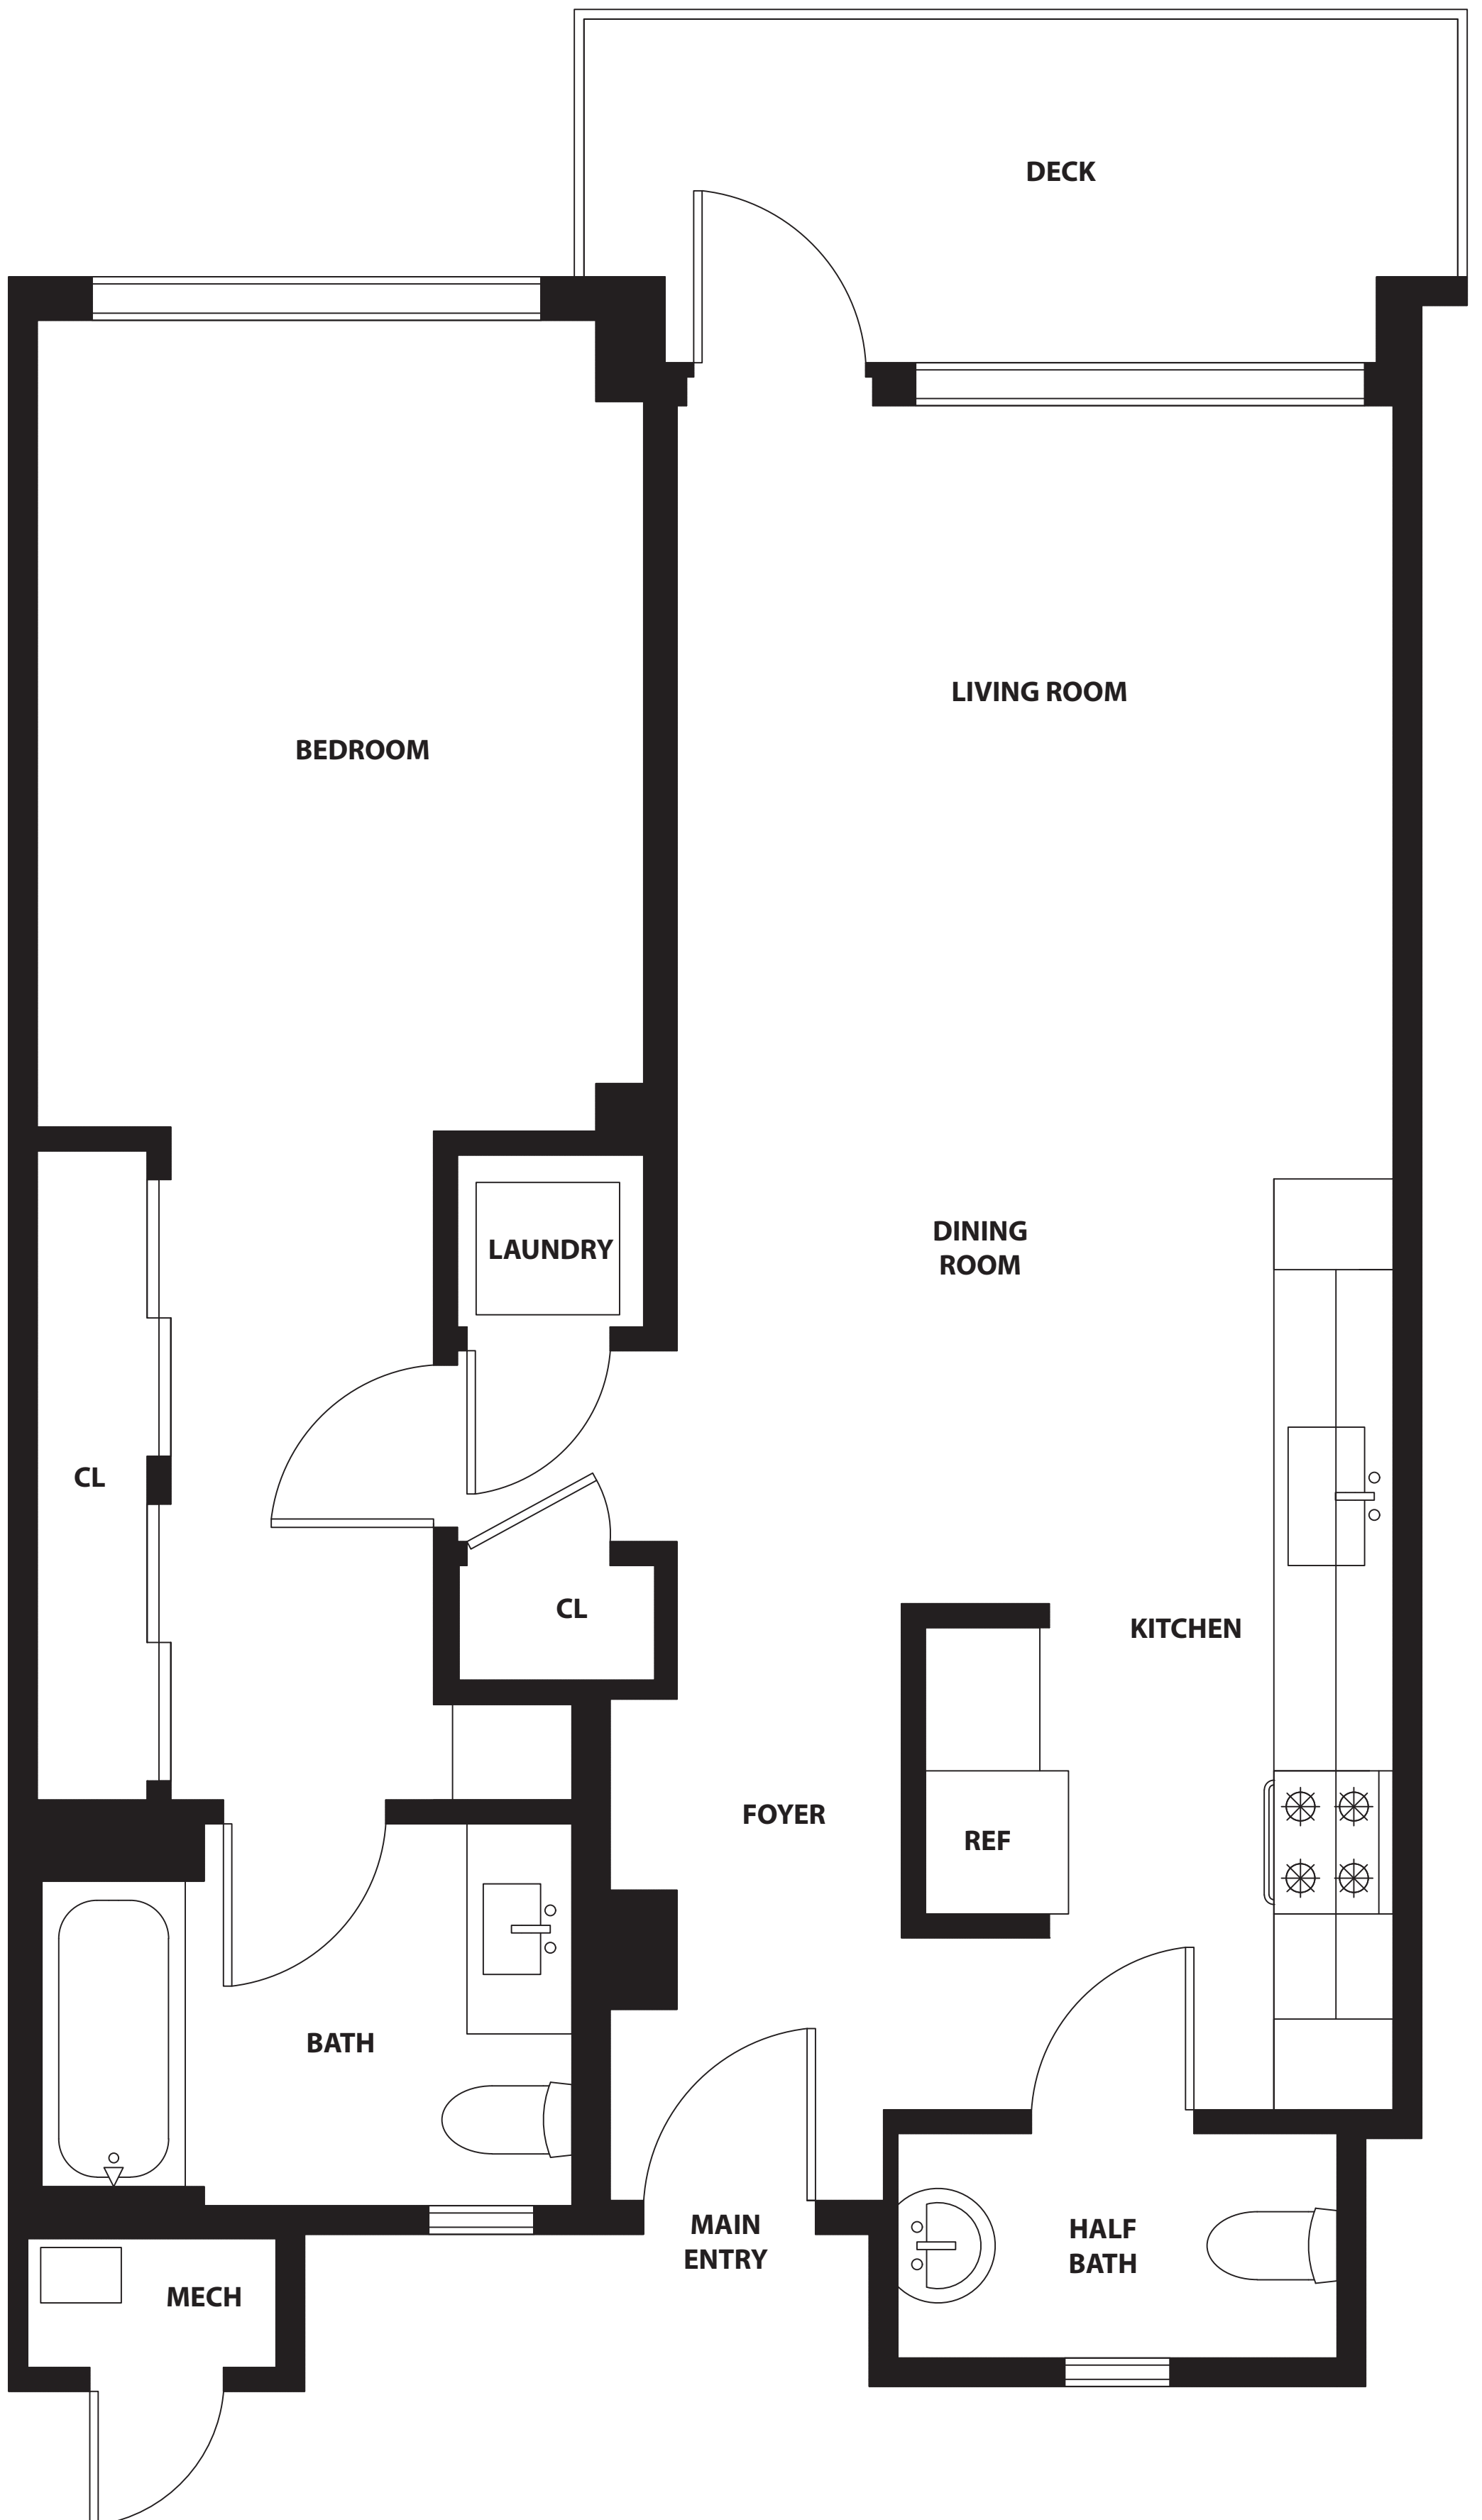 DECK
LIVING ROOM
BEDROOM
DINING
ROOM
LAUNDRY
CL
CL
KITCHEN
FOYER
REF
BATH
MAIN
ENTRY
HALF
BATH
MECH